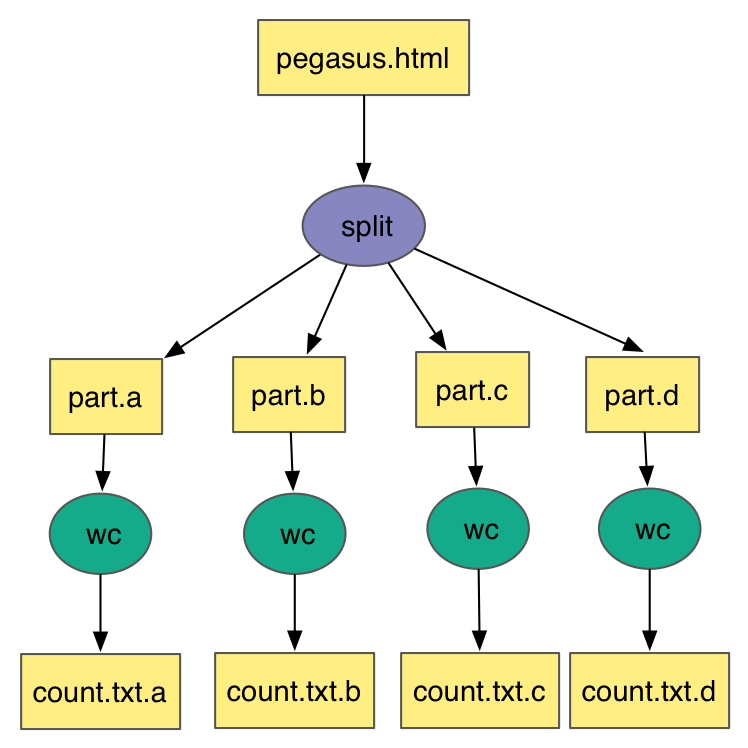 pegasus.html
split
part.a
part.b
part.c
part.d
wc
wc
wc
wc
count.txt.a
count.txt.b
count.txt.c
count.txt.d